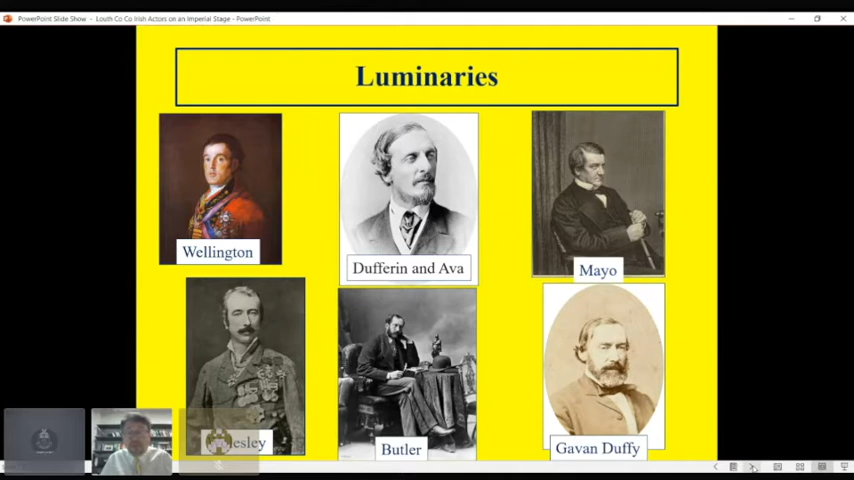 PowerPoint Slide Show - Louth Co Co Irish Actors on an Imperial Stage - PowerPoint
Luminaries
Wellington
Dufferin and Ava
Mayo
Butler
Gavan Duffy